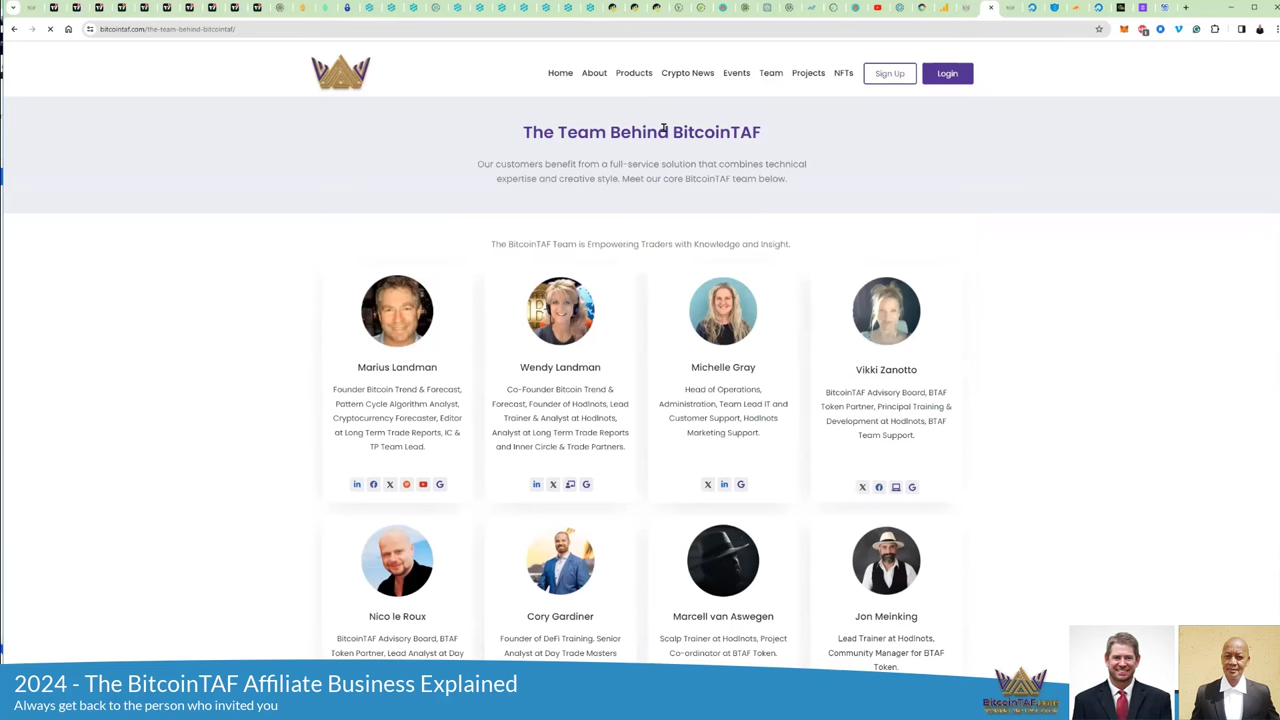 bitcointaf.com/the-team-behind-bitcointaf/
Home About Products Crypto News Events Team Projects NFTs Sign Up Login
The Team Behind BitcoinTAF
Our customers benefit from a full-service solution that combines technical
expertise and creative style. Meet our core BitcoinTAF team below.
The BitcoinTAF Team is Empowering Traders with Knowledge and Insight.
Marius Landman
Founder Bitcoin Trend & Forecast,
Pattern Cycle Algorithm Analyst,
Cryptocurrency Forecaster, Editor
at Long Term Trade Reports, IC &
TP Team Lead.
Wendy Landman
Co-Founder Bitcoin Trend &
Forecast, Founder of Hodlnots, Lead
Trainer & Analyst at Hodlnots,
Analyst at Long Term Trade Reports
and Inner Circle & Trade Partners.
Michelle Gray
Head of Operations,
Administration, Team Lead IT and
Customer Support, Hodlnots
Marketing Support.
Vikki Zanotto
BitcoinTAF Advisory Board, BTAF
Token Partner, Principal Training &
Development at Hodlnots, BTAF
Team Support.
Nico le Roux
BitcoinTAF Advisory Board, BTAF
Token Partner, Lead Analyst at Day
Cory Gardiner
Founder of DeFi Training. Senior
Analyst at Day Trade Masters
Marcell van Aswegen
Scalp Trainer at Hodlnots, Project
Co-ordinator at BTAF Token.
Jon Meinking
Lead Trainer at Hodlnots,
Community Manager for BTAF
Token.
2024 - The BitcoinTAF Affiliate Business Explained
Always get back to the person who invited you